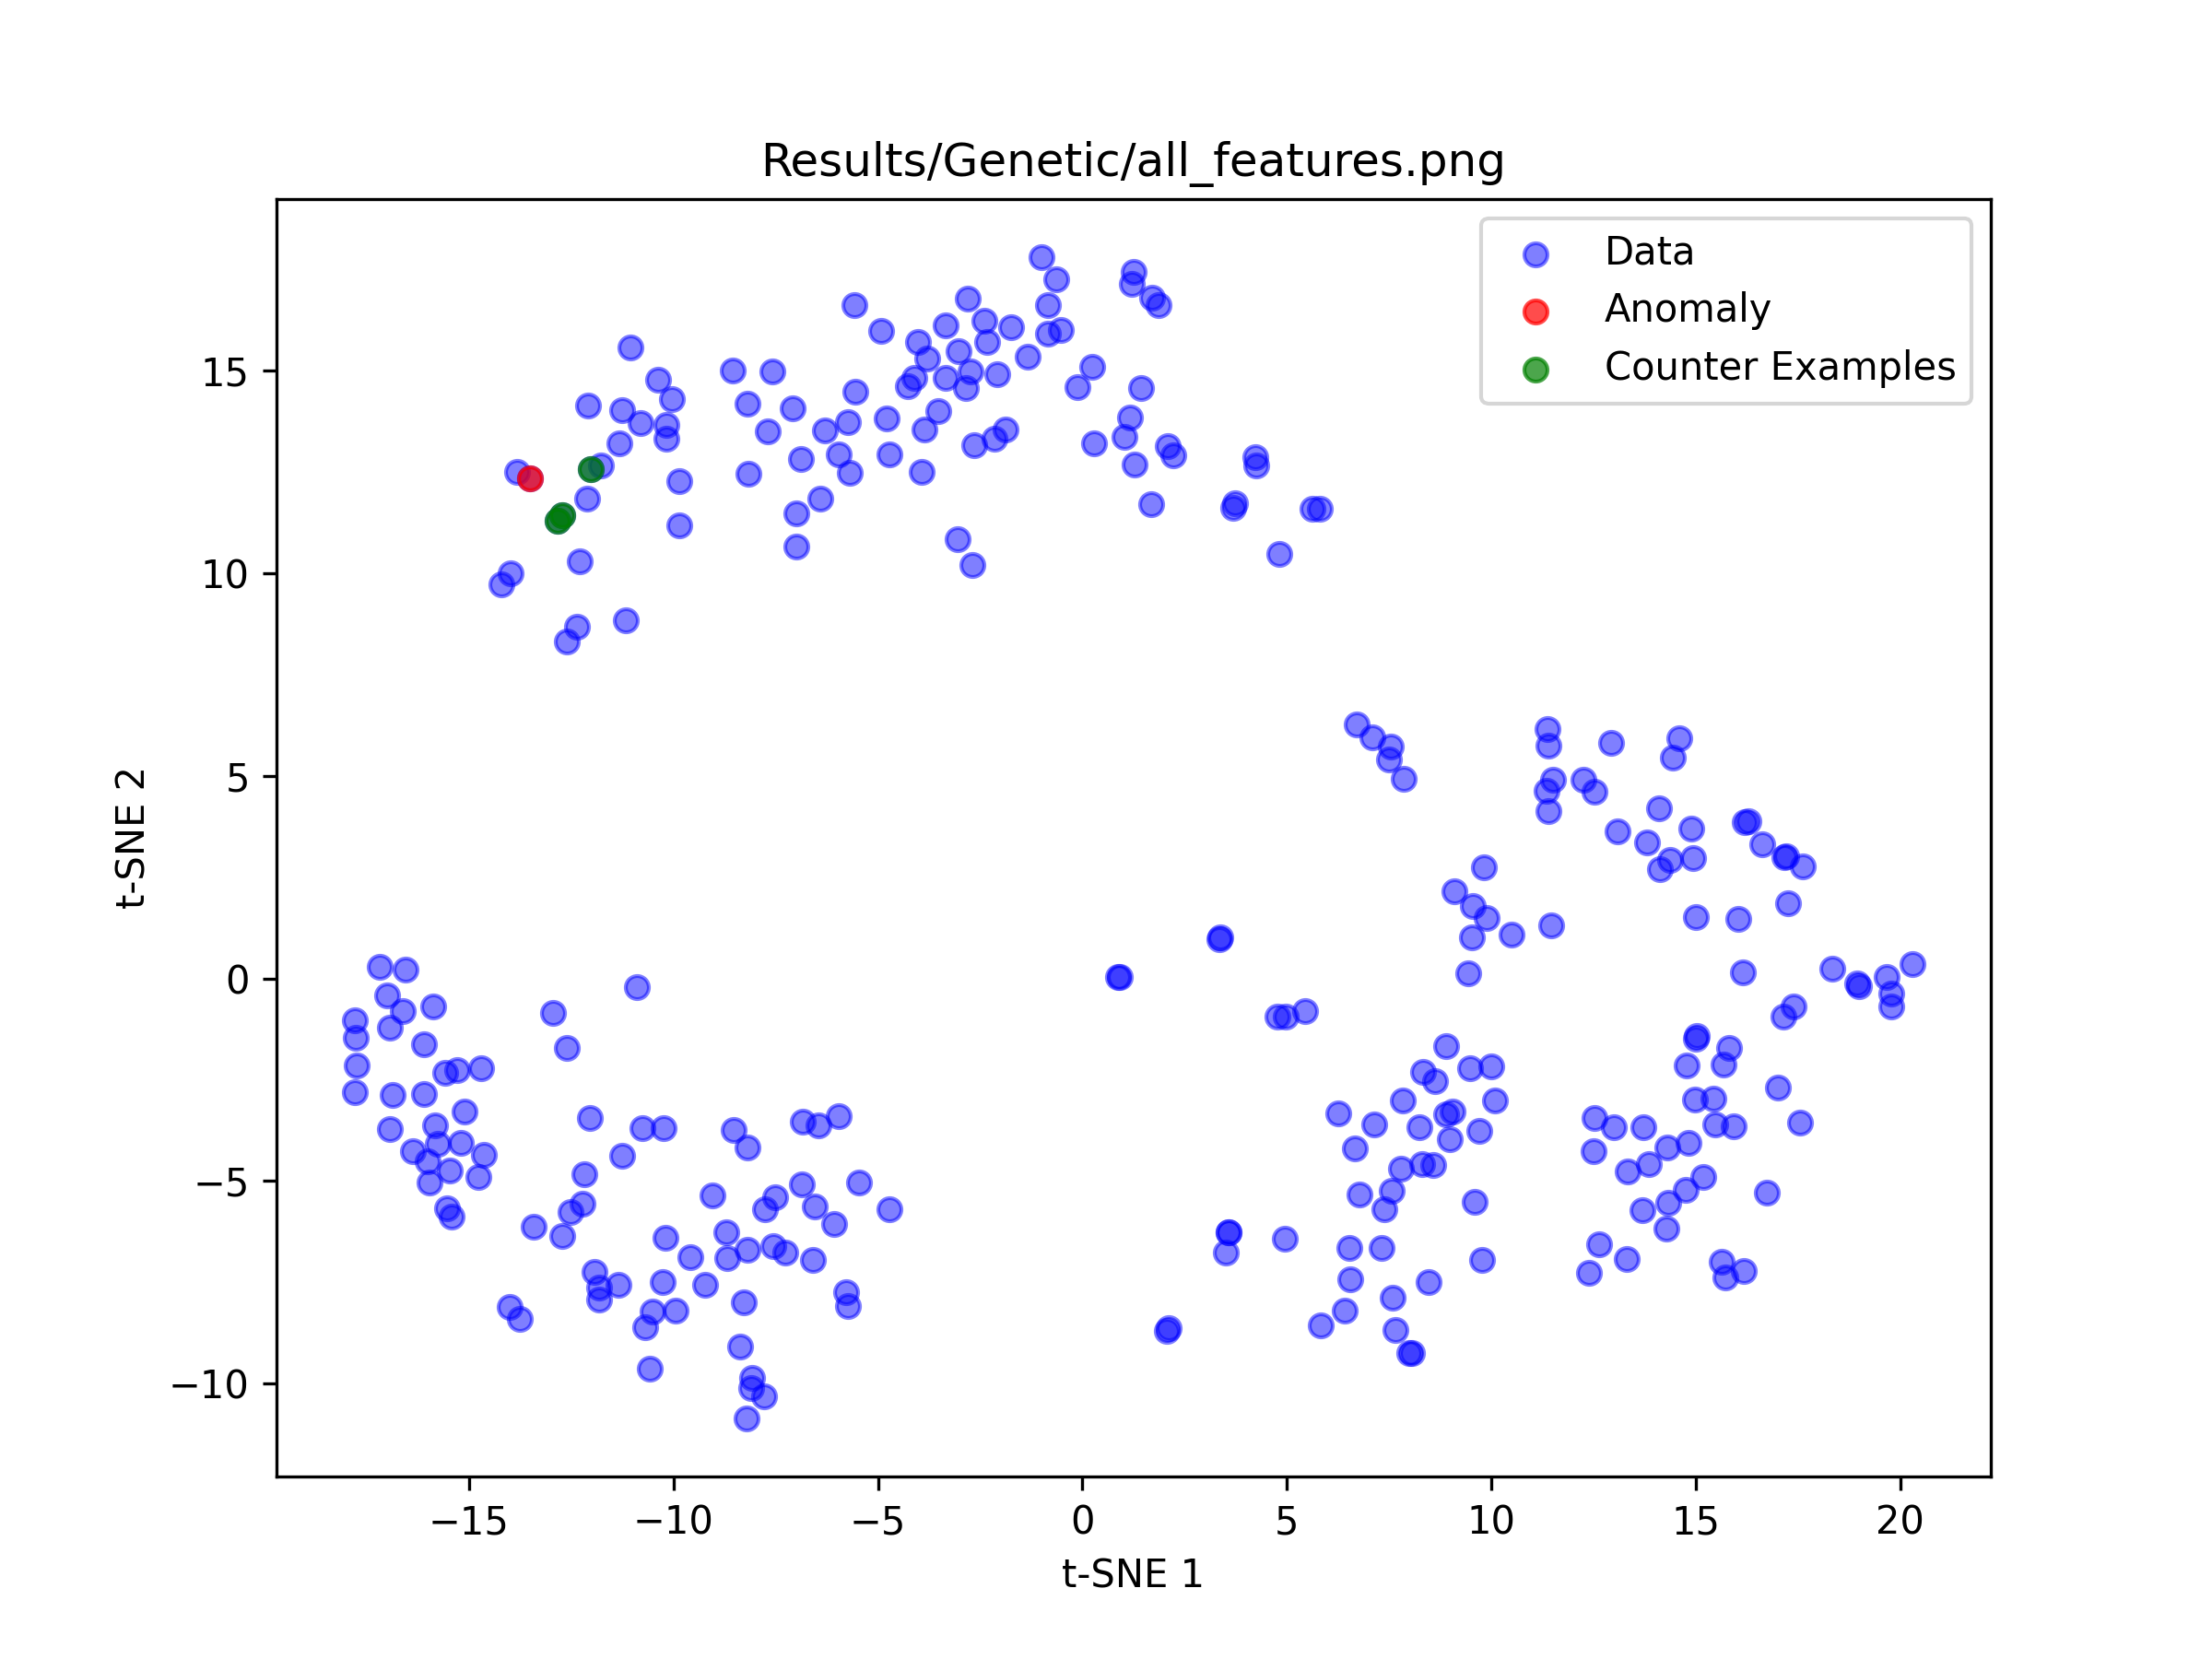 Results/Genetic/all_features.png
Data
Anomaly
Counter Examples
15
10
5
0
−5
−10
t-SNE 2
−15 −10 −5 0 5 10 15 20
t-SNE 1